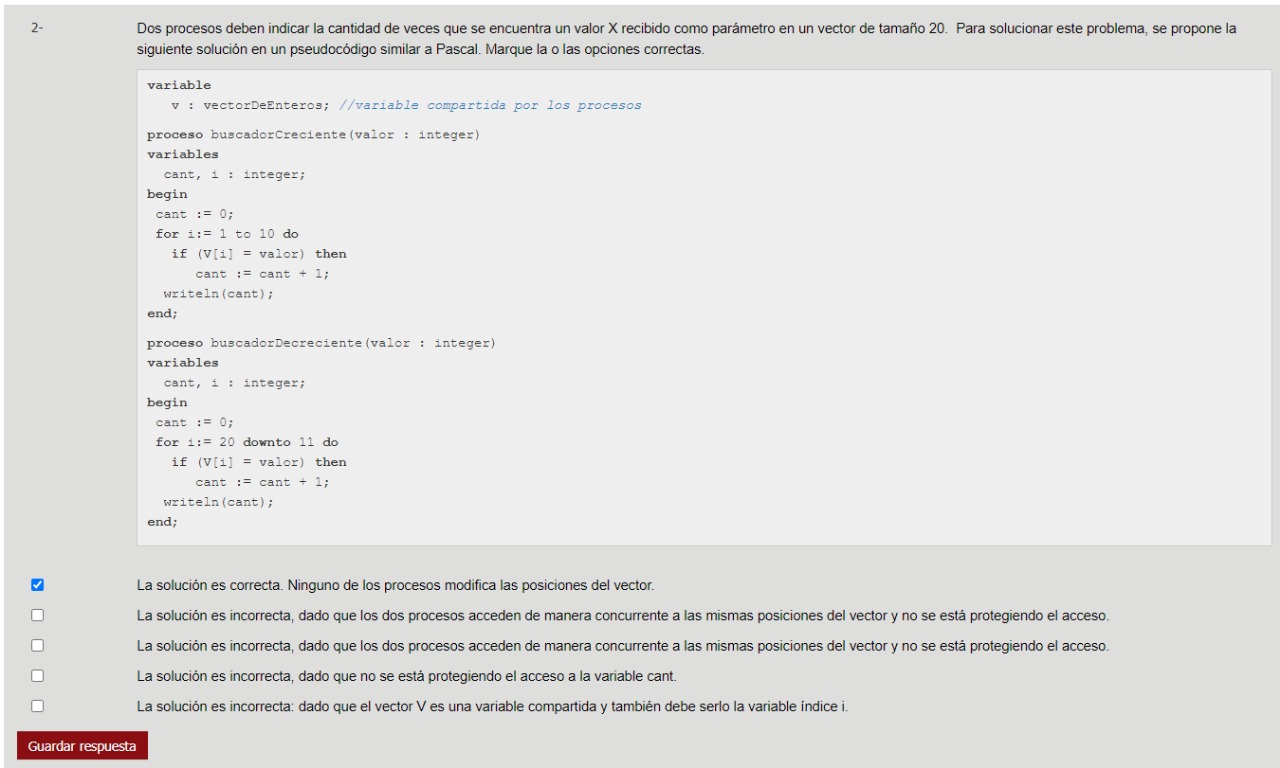 2-
Dos procesos deben indicar la cantidad de veces que se encuentra un valor X recibido como parámetro en un vector de tamaño 20. Para solucionar este problema, se propone la
siguiente solución en un pseudocódigo similar a Pascal. Marque la o las opciones correctas.
variable
v : vectorDeEnteros; //variable compartida por los procesos
proceso buscadorCreciente(valor : integer)
variables
cant, i : integer;
begin
cant := 0;
for i:= 1 to 10 do
if (V[i] = valor) then
cant := cant + 1;
writeln(cant);
end;
proceso buscadorDecreciente(valor : integer)
variables
cant, i : integer;
begin
cant := 0;
for i:= 20 downto 11 do
if (V[i] = valor) then
cant := cant + 1;
writeln(cant);
end;
La solución es correcta. Ninguno de los procesos modifica las posiciones del vector.
La solución es incorrecta, dado que los dos procesos acceden de manera concurrente a las mismas posiciones del vector y no se está protegiendo el acceso.
La solución es incorrecta, dado que los dos procesos acceden de manera concurrente a las mismas posiciones del vector y no se está protegiendo el acceso.
La solución es incorrecta, dado que no se está protegiendo el acceso a la variable cant.
La solución es incorrecta: dado que el vector V es una variable compartida y también debe serlo la variable índice i.
Guardar respuesta